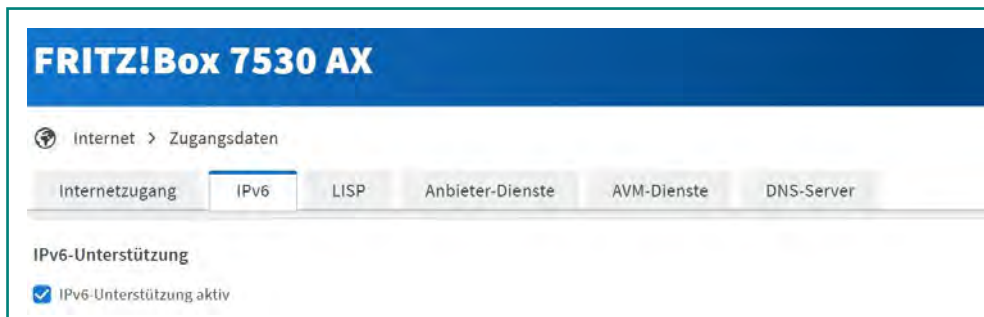 FRITZ!Box 7530 AX
Internet > Zugangsdaten
Internetzugang IPv6 LISP Anbieter-Dienste AVM-Dienste DNS-Server
IPv6-Unterstützung
IPv6-Unterstützung aktiv